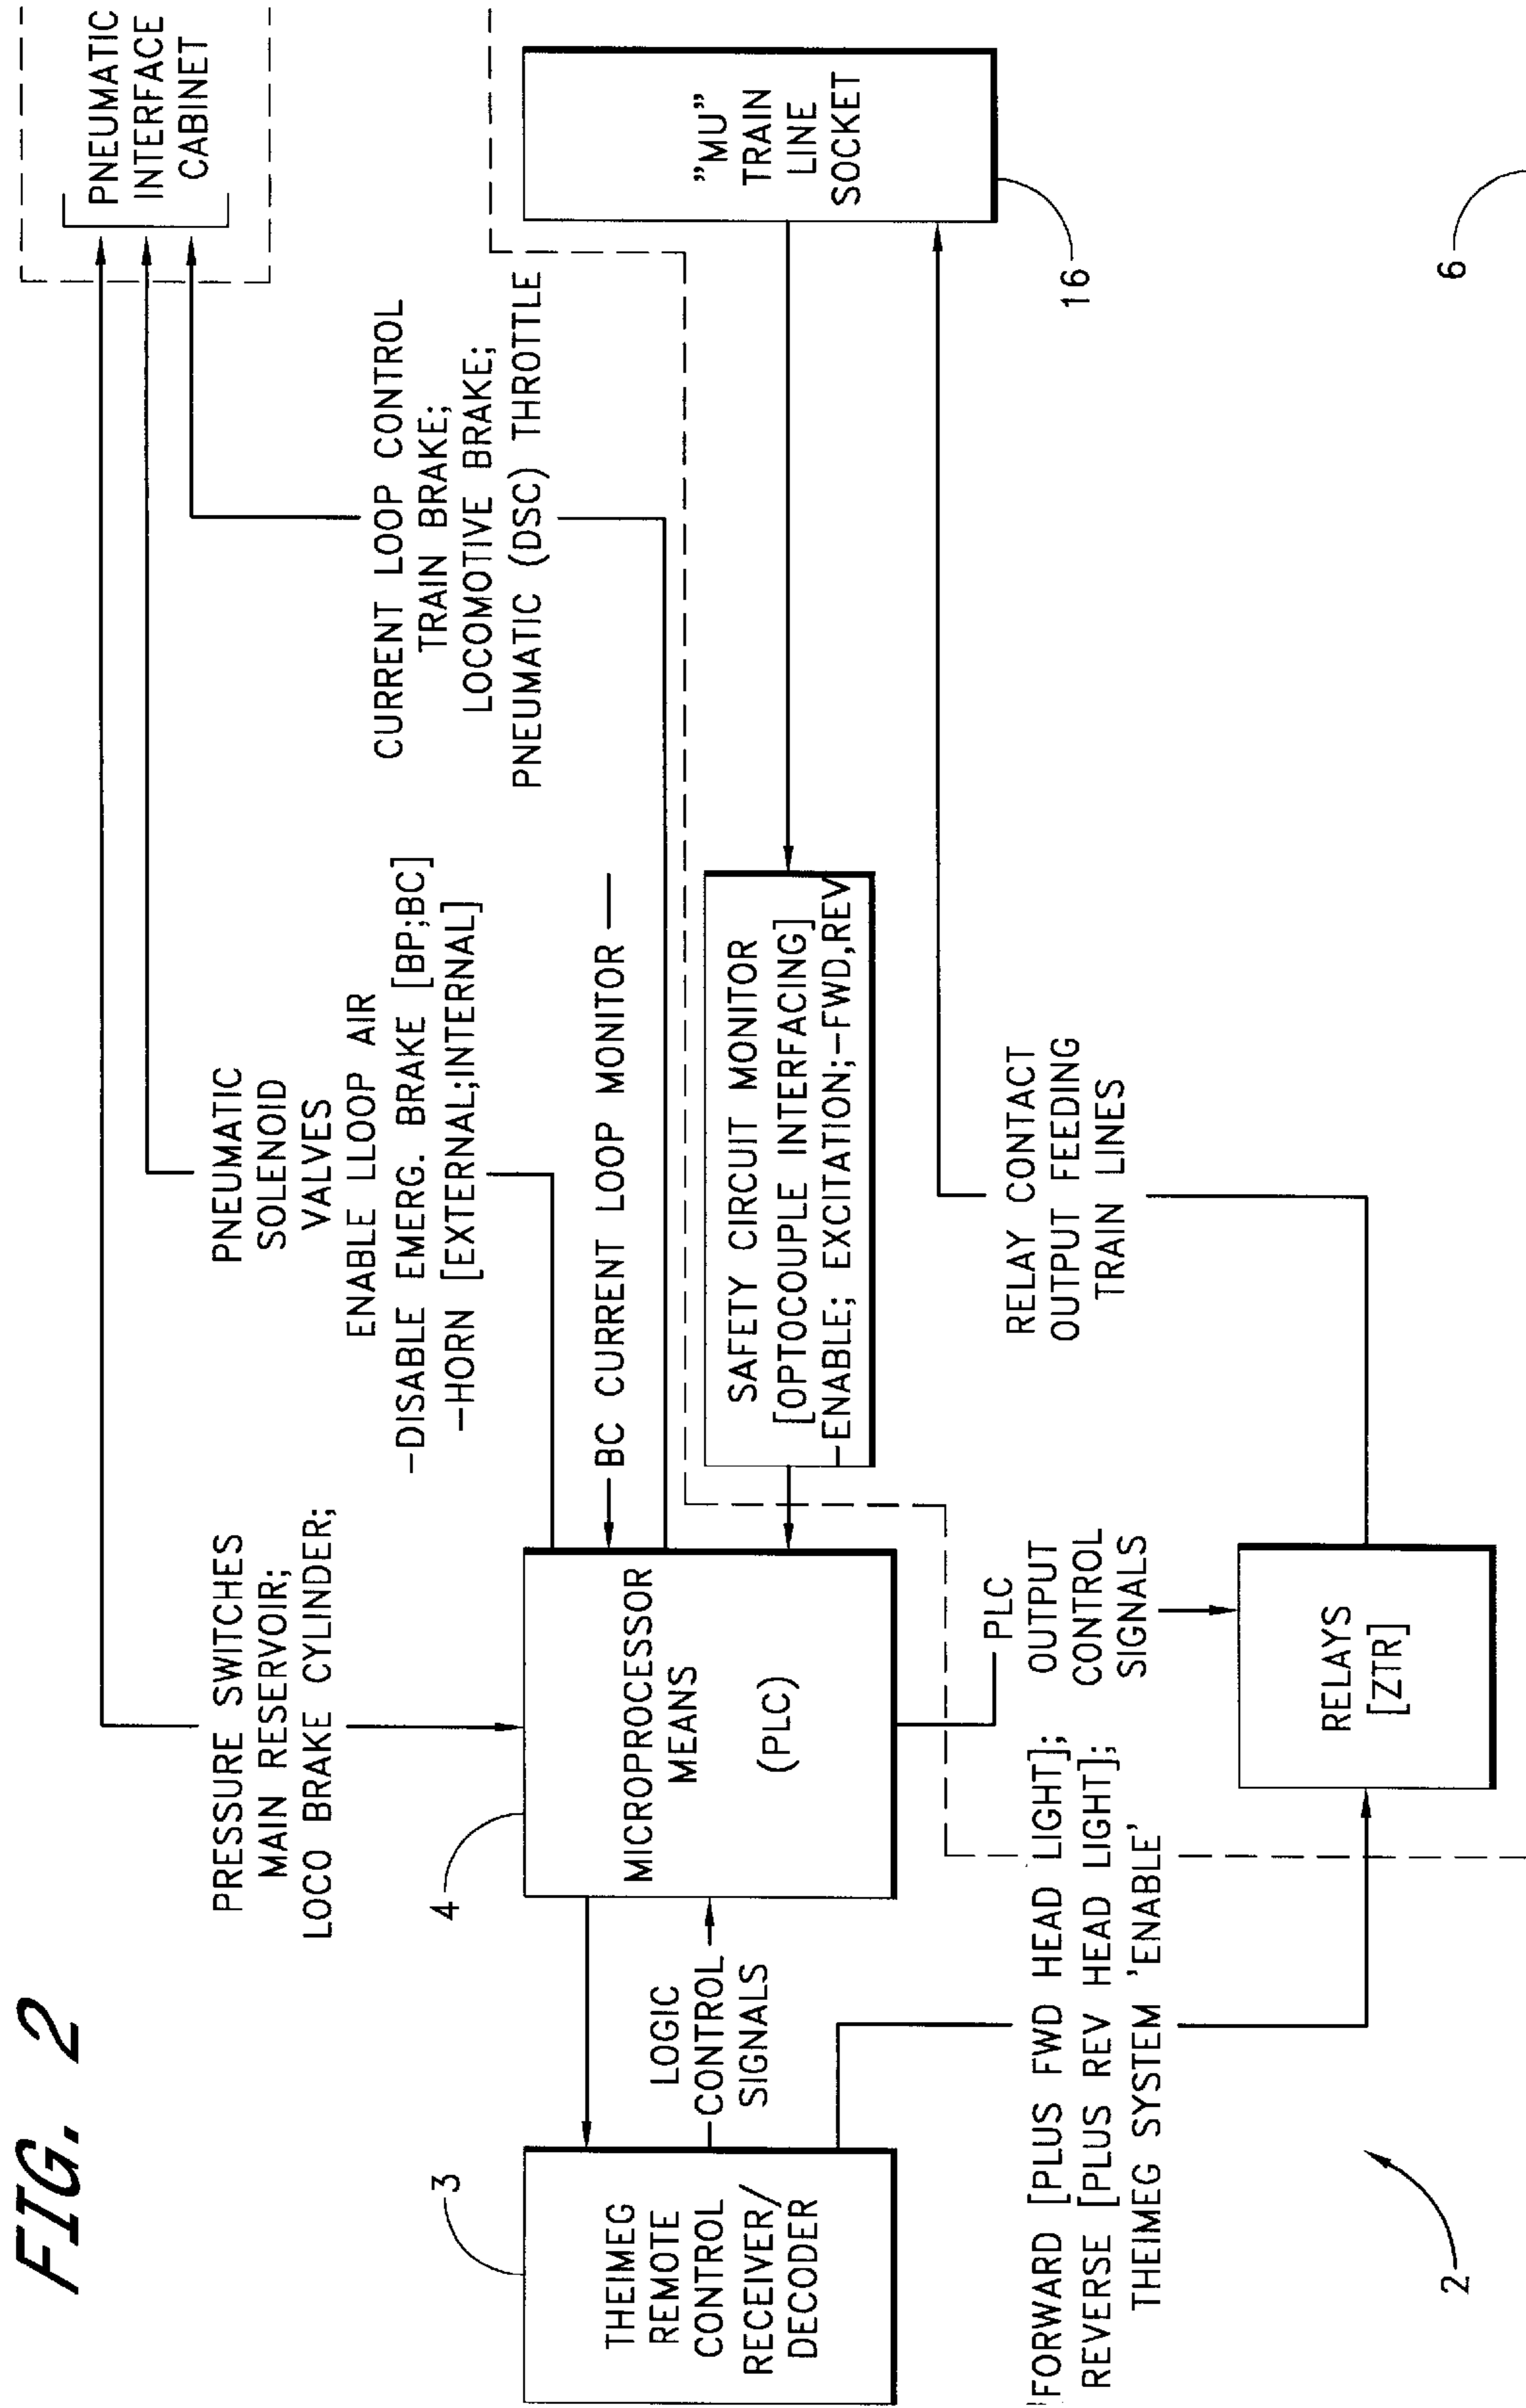 FIG. 2
PRESSURE SWITCHES
MAIN RESERVOIR;
LOCO BRAKE CYLINDER;
PNEUMATIC
SOLENOID
VALVES
ENABLE LLOOP AIR
-DISABLE EMERG. BRAKE [BP;BC]
-HORN [EXTERNAL;INTERNAL]
PNEUMATIC
INTERFACE
CABINET
CURRENT LOOP CONTROL
TRAIN BRAKE;
LOCOMOTIVE BRAKE;
PNEUMATIC (DSC) THROTTLE
BC CURRENT LOOP MONITOR
3
THEIMEG
REMOTE
CONTROL
RECEIVER/
DECODER
LOGIC
CONTROL
SIGNALS
4
MICROPROCESSOR
MEANS
(PLC)
SAFETY CIRCUIT MONITOR
[OPTOCOUPLE INTERFACING]
-ENABLE; EXCITATION;-FWD,REV
"MU"
TRAIN
LINE
SOCKET
16
FORWARD [PLUS FWD HEAD LIGHT];
REVERSE [PLUS REV HEAD LIGHT];
THEIMEG SYSTEM 'ENABLE'
PLC
OUTPUT
CONTROL
SIGNALS
RELAY CONTACT
OUTPUT FEEDING
TRAIN LINES
RELAYS
[ZTR]
2
6